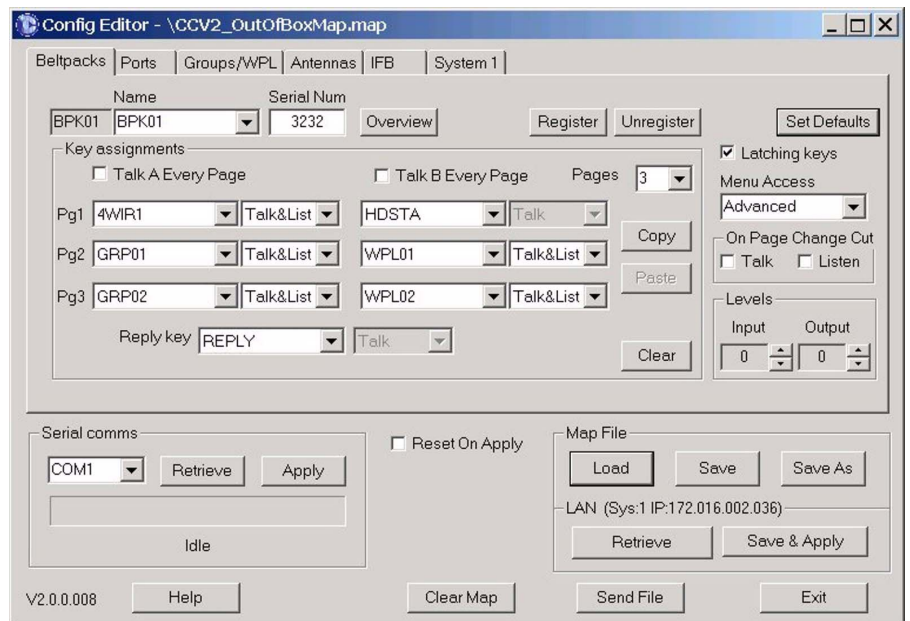 Config Editor - \CCV2_OutOfBoxMap.map
Beltpacks Ports Groups/WPL Antennas IFB System 1
Name Serial Num
BPK01 BPK01 3232 Overview Register Unregister Set Defaults
Key assignments
Latching keys
Talk A Every Page Talk B Every Page Pages 3
Menu Access
Advanced
Pg1 4WIR1 Talk&List HDSTA Talk
Copy
On Page Change Cut
Pg2 GRP01 Talk&List WPL01 Talk&List
Talk Listen
Paste
Pg3 GRP02 Talk&List WPL02 Talk&List
Levels
Input Output
Reply key REPLY Talk
Clear
0 0
Serial comms
Reset On Apply
Map File
COM1 Retrieve Apply
Load Save Save As
LAN (Sys:1 IP:172.016.002.036)
Idle
Retrieve Save & Apply
V2.0.0.008 Help Clear Map Send File Exit